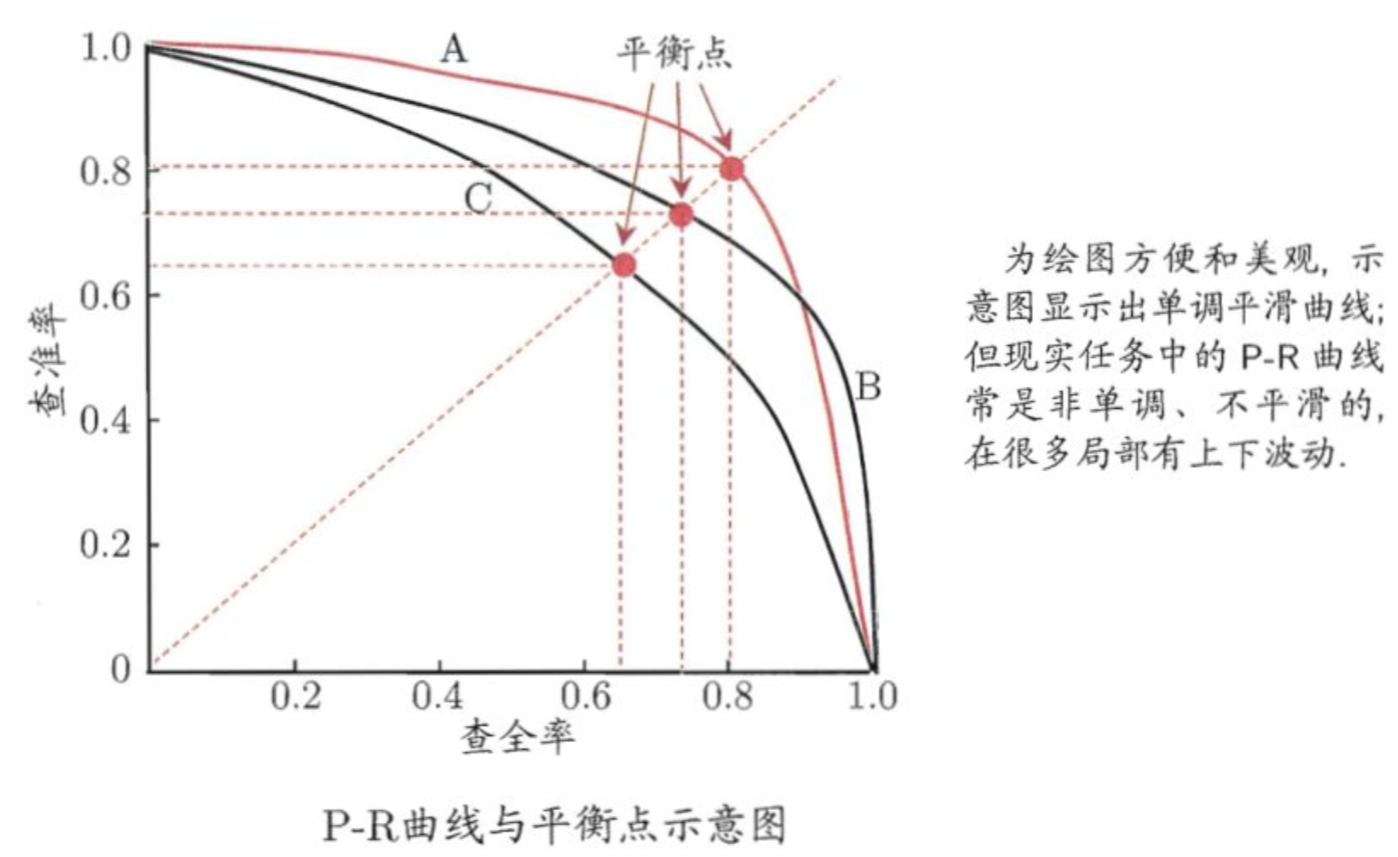 1.0
A
平衡点
0.8
C
0.6
查准率
B
0.4
0.2
0
0.2
0.4
0.6
0.8
1.0
查全率
P-R曲线与平衡点示意图
为绘图方便和美观, 示
意图显示出单调平滑曲线;
但现实任务中的 P-R 曲线
常是非单调、不平滑的,
在很多局部有上下波动.